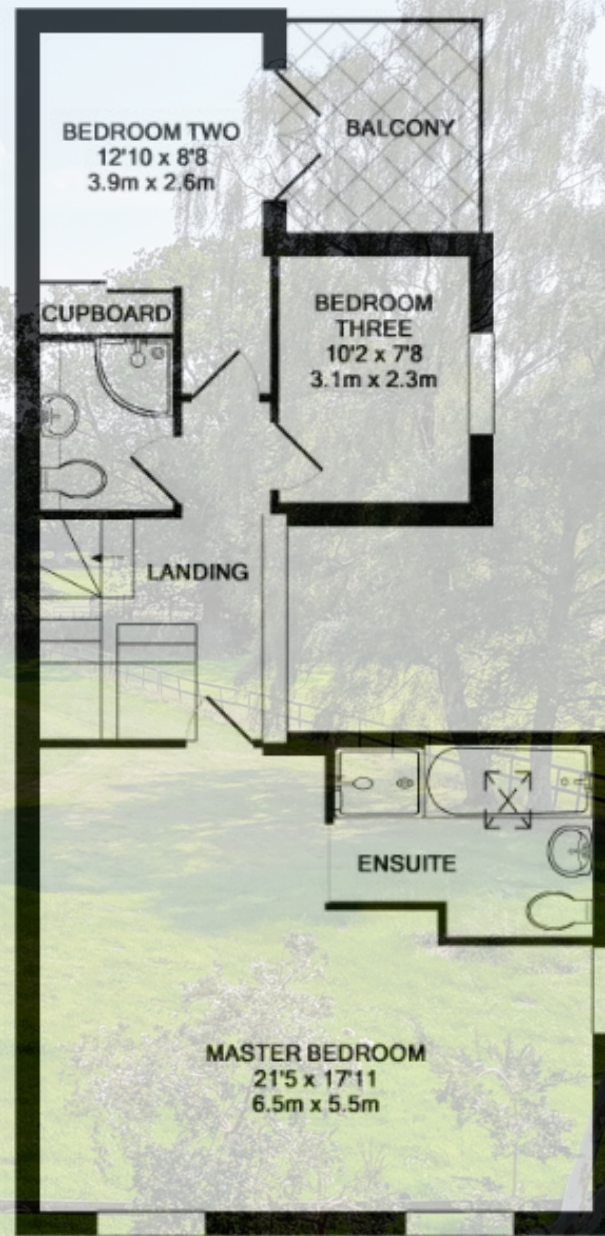 BEDROOM TWO
12'10 x 8'8
3.9m x 2.6m
BALCONY
CUPBOARD
BEDROOM
THREE
10'2 x 7'8
3.1m x 2.3m
LANDING
ENSUITE
MASTER BEDROOM
21'5 x 17'11
6.5m x 5.5m